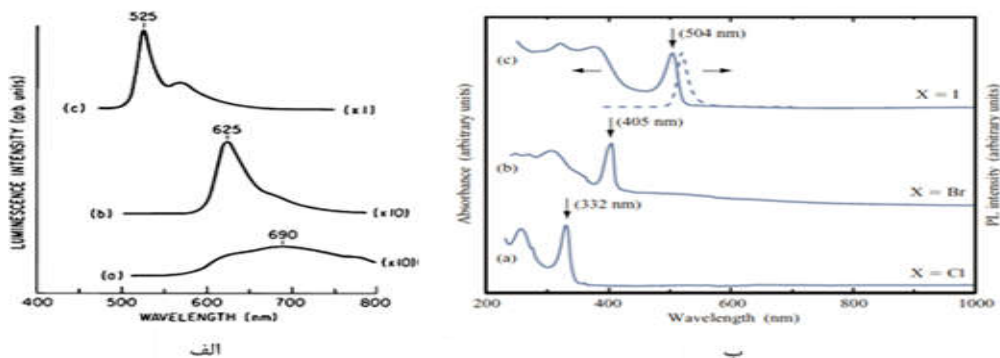 525
(c)
(x1)
625
(b)
(x10)
690
(a)
(x10)
LUMINESCENCE INTENSITY (arb. units)
400 500 600 700 800
WAVELENGTH (nm)
الف
(504 nm)
(c)
X = I
(405 nm)
(b)
X = Br
(332 nm)
(a)
X = Cl
Absorbance (arbitrary units)
PL intensity (arbitrary units)
200 400 600 800 1000
Wavelength (nm)
ب